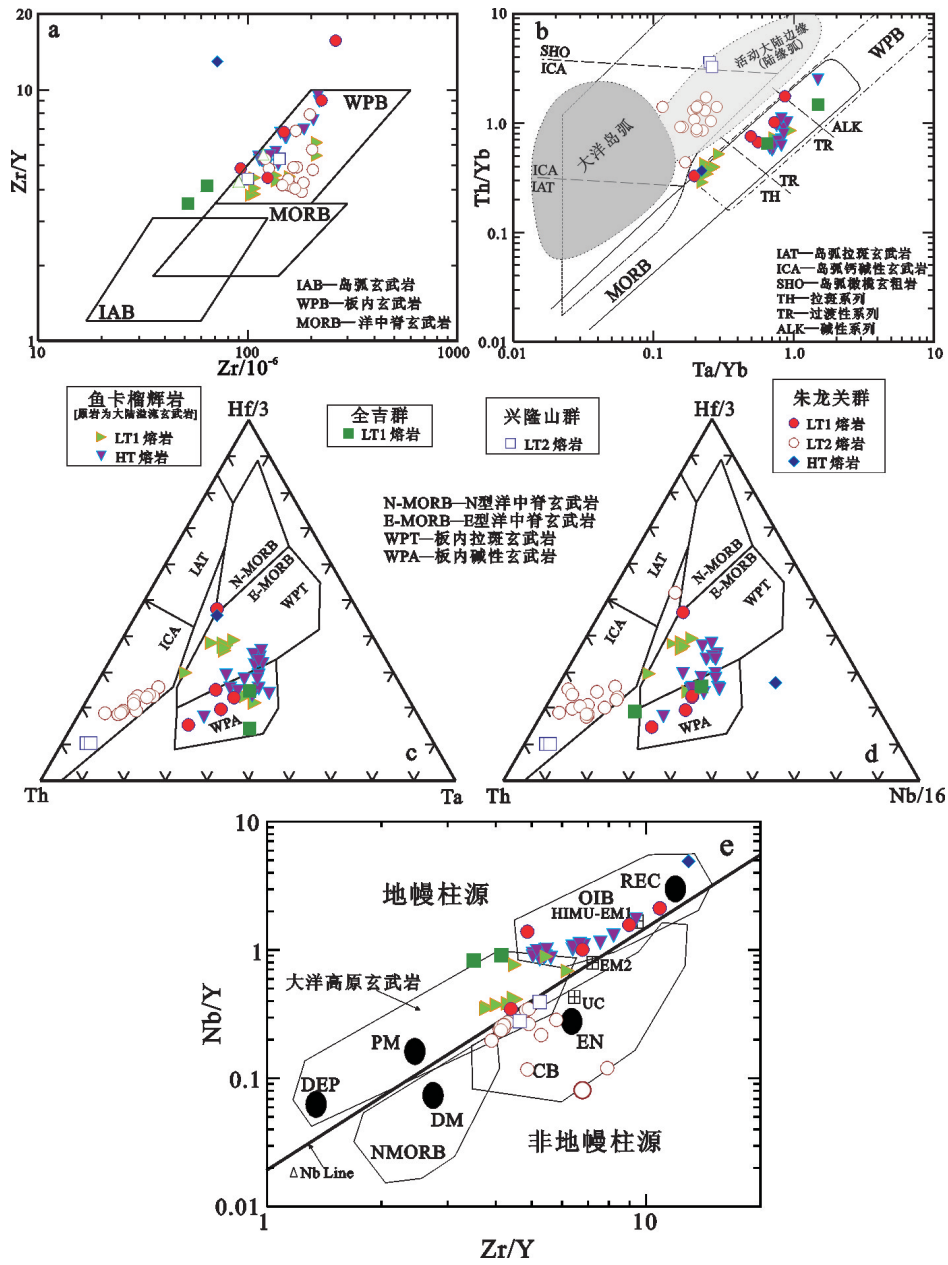 a
20
10
Zr/Y
2
1
WPB
MORB
IAB
IAB—岛弧玄武岩
WPB—板内玄武岩
MORB—洋中脊玄武岩
10
100
1000
Zr/10⁻⁶
b
10
1.0
Th/Yb
0.1
0.01
SHO
ICA
活动大陆边缘
(陆缘弧)
WPB
大洋岛弧
ALK
TR
ICA
IAT
TR
TH
MORB
IAT—岛弧拉斑玄武岩
ICA—岛弧钙碱性玄武岩
SHO—岛弧橄榄玄粗岩
TH—拉斑系列
TR—过渡性系列
ALK—碱性系列
0.01
0.1
1.0
10
Ta/Yb
鱼卡榴辉岩
[原岩为大陆溢流玄武岩]
LT1 熔岩
HT 熔岩
全吉群
LT1 熔岩
兴隆山群
LT2 熔岩
朱龙关群
LT1 熔岩
LT2 熔岩
HT 熔岩
N-MORB—N型洋中脊玄武岩
E-MORB—E型洋中脊玄武岩
WPT—板内拉斑玄武岩
WPA—板内碱性玄武岩
Hf/3
IAT
N-MORB
E-MORB
WPT
ICA
WPA
c
Th
Ta
Hf/3
IAT
N-MORB
E-MORB
WPT
ICA
WPA
d
Th
Nb/16
e
10
1
Nb/Y
0.1
0.01
地幔柱源
REC
OIB
HIMU-EM1
大洋高原玄武岩
EM2
UC
PM
EN
CB
DEP
DM
NMORB
非地幔柱源
ΔNb Line
1
10
Zr/Y